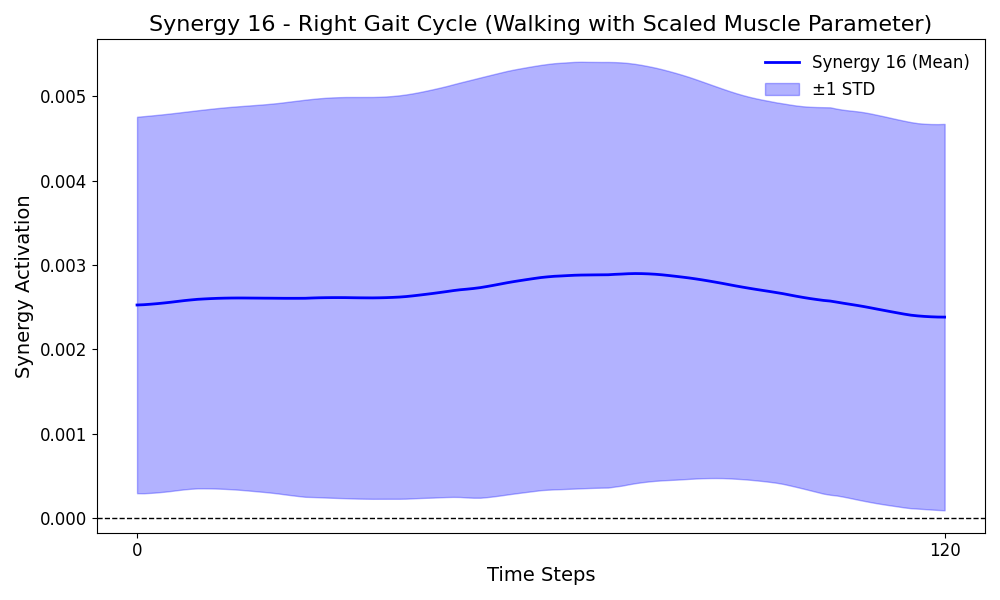 Synergy 16 - Right Gait Cycle (Walking with Scaled Muscle Parameter)
Synergy 16 (Mean)
±1 STD
0.005
0.004
0.003
0.002
0.001
0.000
Synergy Activation
0
120
Time Steps